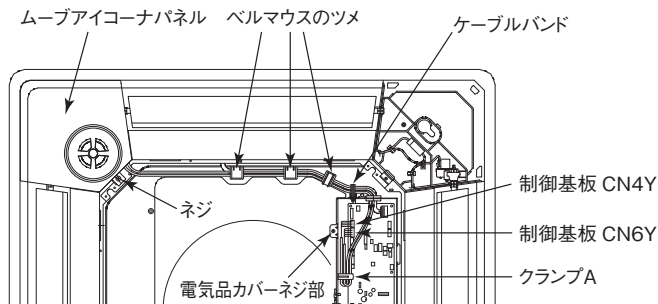 ムーブアイコーナパネル
ベルマウスのツメ
ケーブルバンド
制御基板 CN4Y
ネジ
制御基板 CN6Y
電気品カバーネジ部
クランプA